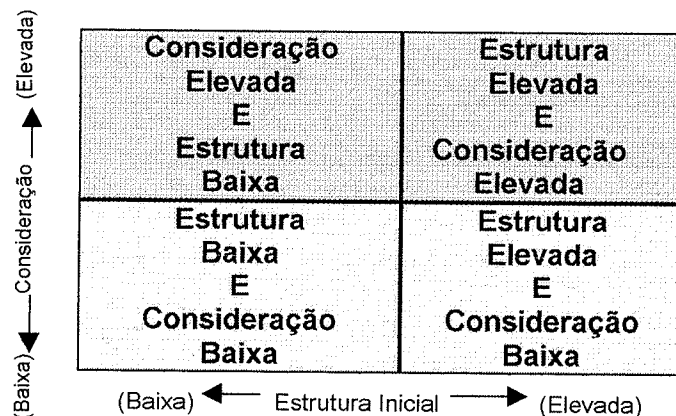 (Elevada)
Consideração
(Baixa)
Consideração
Elevada
E
Estrutura
Baixa
Estrutura
Elevada
E
Consideração
Elevada
Estrutura
Baixa
E
Consideração
Baixa
Estrutura
Elevada
E
Consideração
Baixa
(Baixa) Estrutura Inicial (Elevada)